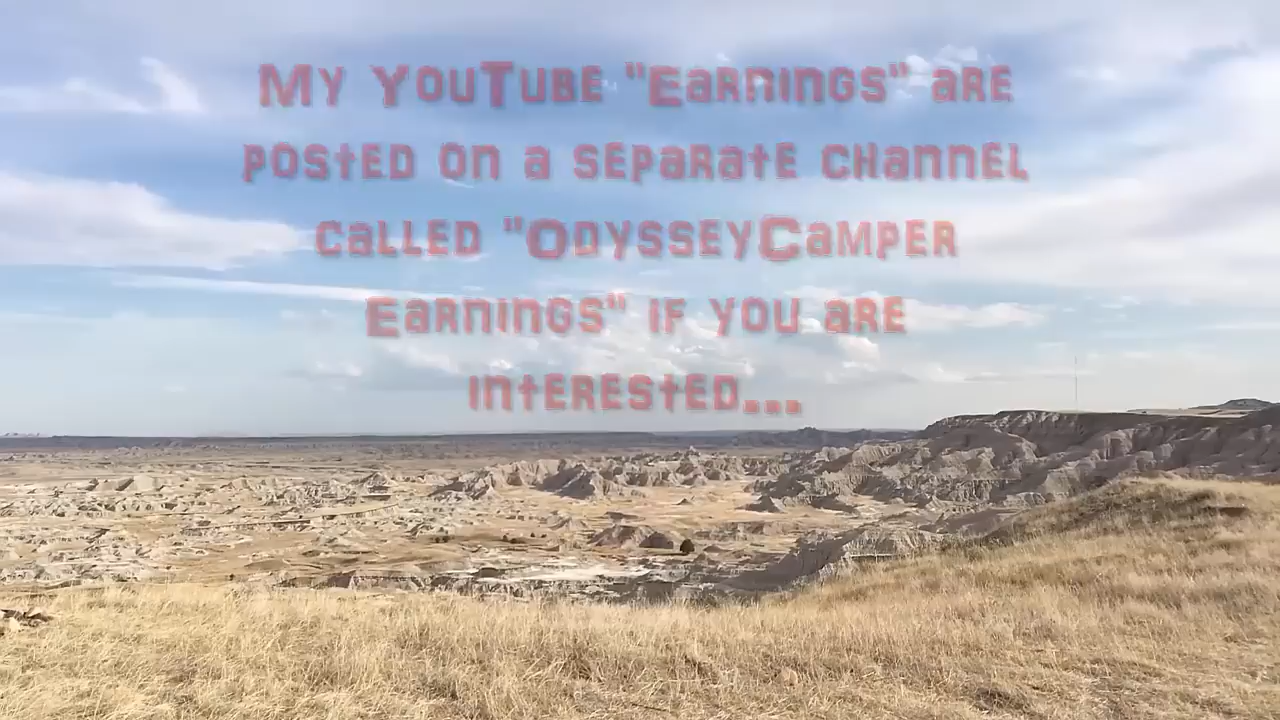 My YouTube "Earnings" are
posted on a separate channel
called "OdysseyCamper
Earnings" if you are
interested...